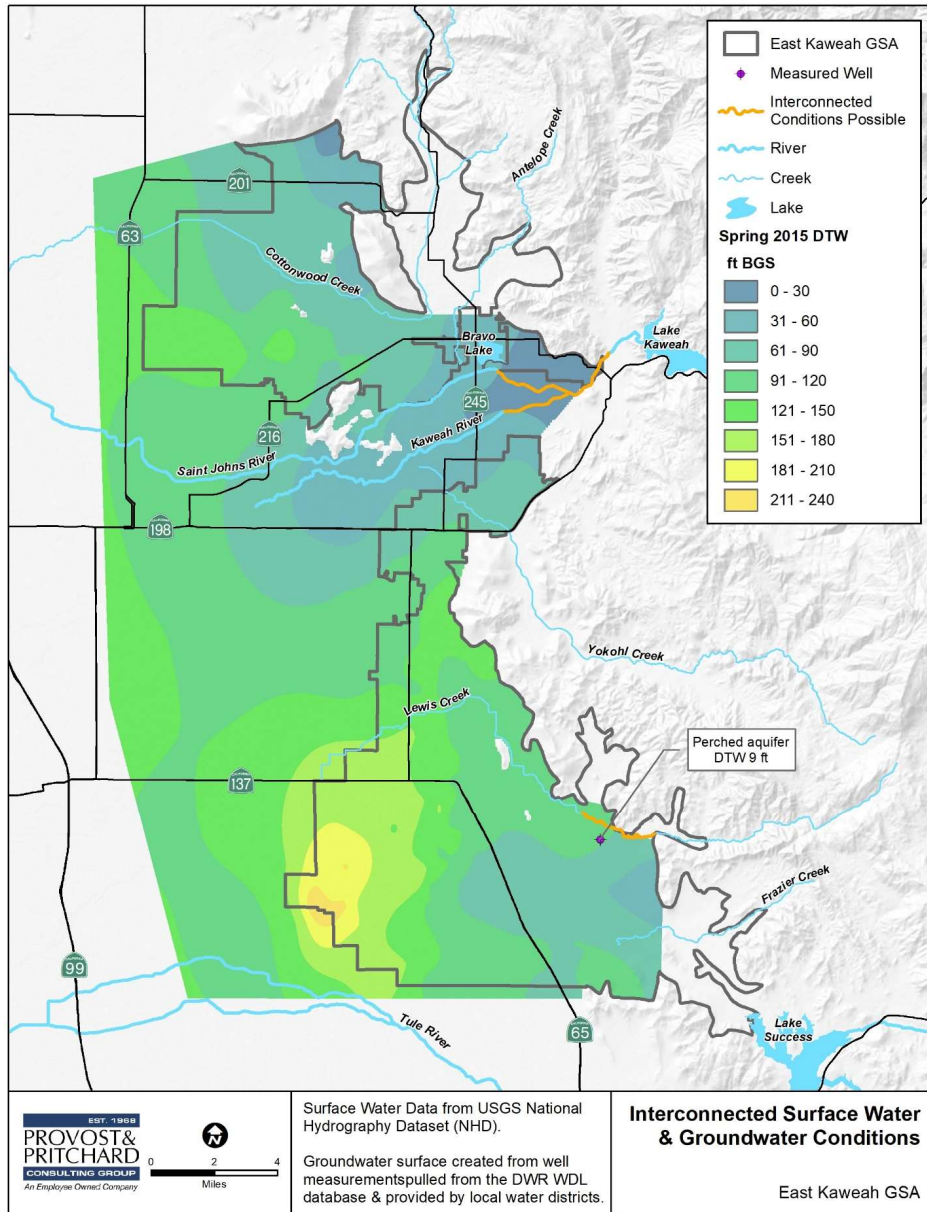 East Kaweah GSA
Measured Well
Interconnected
Conditions Possible
River
Creek
Lake
Spring 2015 DTW
ft BGS
0 - 30
31 - 60
61 - 90
91 - 120
121 - 150
151 - 180
181 - 210
211 - 240
Antelope Creek
201
63
Cottonwood Creek
Bravo
Lake
Lake
Kaweah
245
216
Kaweah River
Saint Johns River
198
Yokohl Creek
Lewis Creek
Perched aquifer
DTW 9 ft
137
Frazier Creek
99
65
Tule River
Lake
Success
EST. 1968
PROVOST&
PRITCHARD
CONSULTING GROUP
An Employee Owned Company
N
0 2 4
Miles
Surface Water Data from USGS National
Hydrography Dataset (NHD).
Groundwater surface created from well
measurementspulled from the DWR WDL
database & provided by local water districts.
Interconnected Surface Water
& Groundwater Conditions
East Kaweah GSA